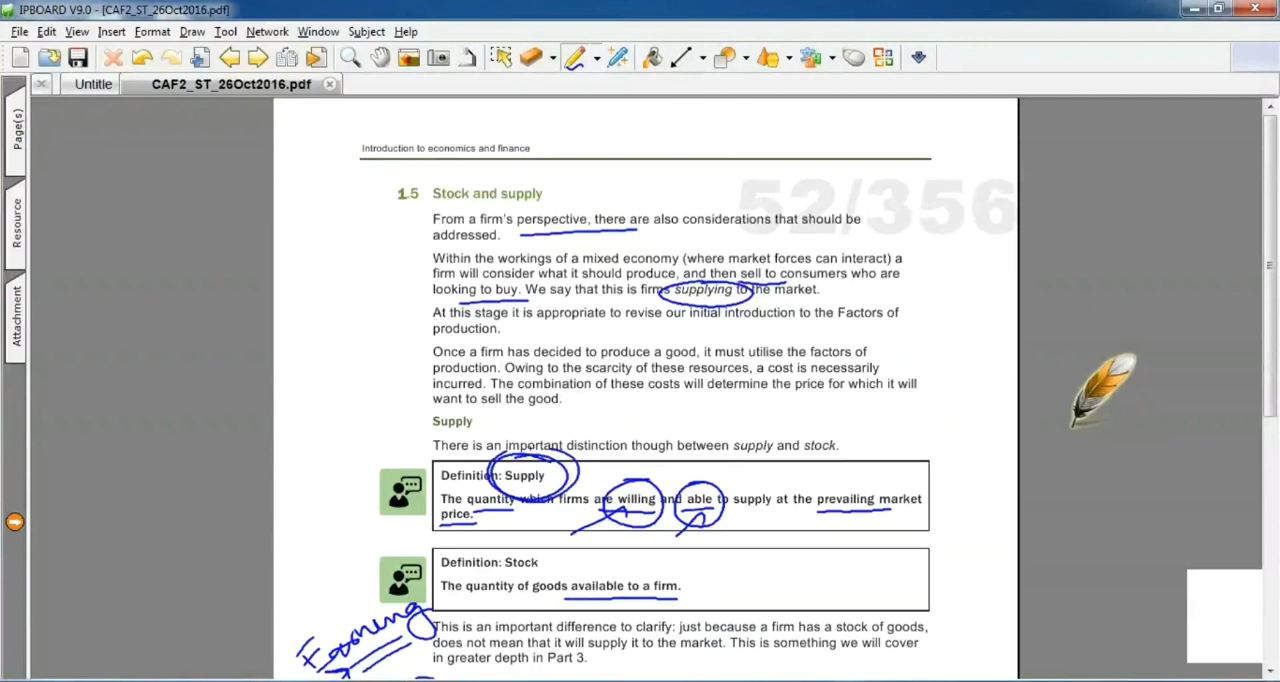 IPBOARD V9.0 - [CAF2_ST_26Oct2016.pdf]
File Edit View Insert Format Draw Tool Network Window Subject Help
Untitle CAF2_ST_26Oct2016.pdf
Page(s)
Resource
Attachment
52/356
Introduction to economics and finance
1.5 Stock and supply
From a firm's perspective, there are also considerations that should be
addressed.
Within the workings of a mixed economy (where market forces can interact) a
firm will consider what it should produce, and then sell to consumers who are
looking to buy. We say that this is firms supplying to the market.
At this stage it is appropriate to revise our initial introduction to the Factors of
production.
Once a firm has decided to produce a good, it must utilise the factors of
production. Owing to the scarcity of these resources, a cost is necessarily
incurred. The combination of these costs will determine the price for which it will
want to sell the good.
Supply
There is an important distinction though between supply and stock.
Definition: Supply
The quantity which firms are willing and able to supply at the prevailing market
price.
Definition: Stock
The quantity of goods available to a firm.
This is an important difference to clarify: just because a firm has a stock of goods,
does not mean that it will supply it to the market. This is something we will cover
in greater depth in Part 3.